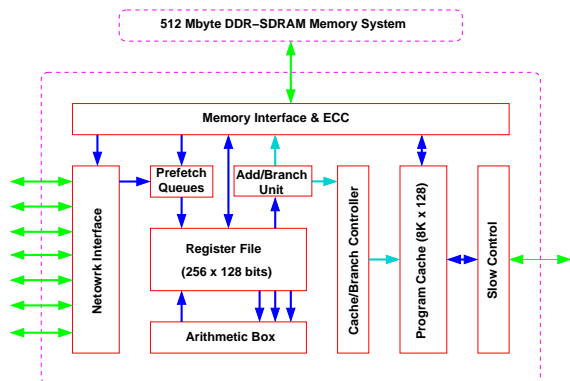 512 Mbyte DDR−SDRAM Memory System
Memory Interface & ECC
Prefetch
Queues
Add/Branch
Unit
Netowrk Interface
Register File
(256 x 128 bits)
Arithmetic Box
Cache/Branch Controller
Program Cache (8K x 128)
Slow Control